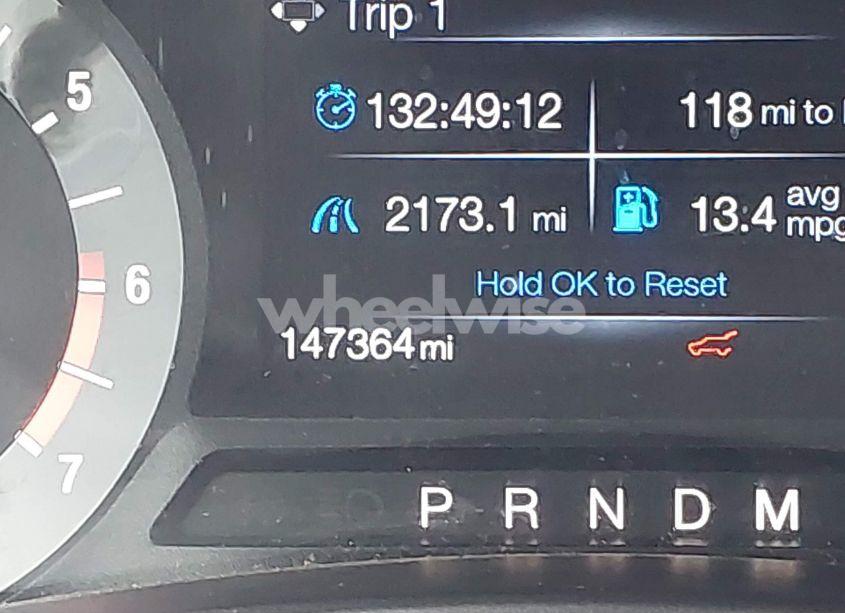 Trip 1
5
132:49:12
118 mi to
2173.1 mi
13.4 avg mpg
6
Hold OK to Reset
wheelwise
147364 mi
7
P R N D M